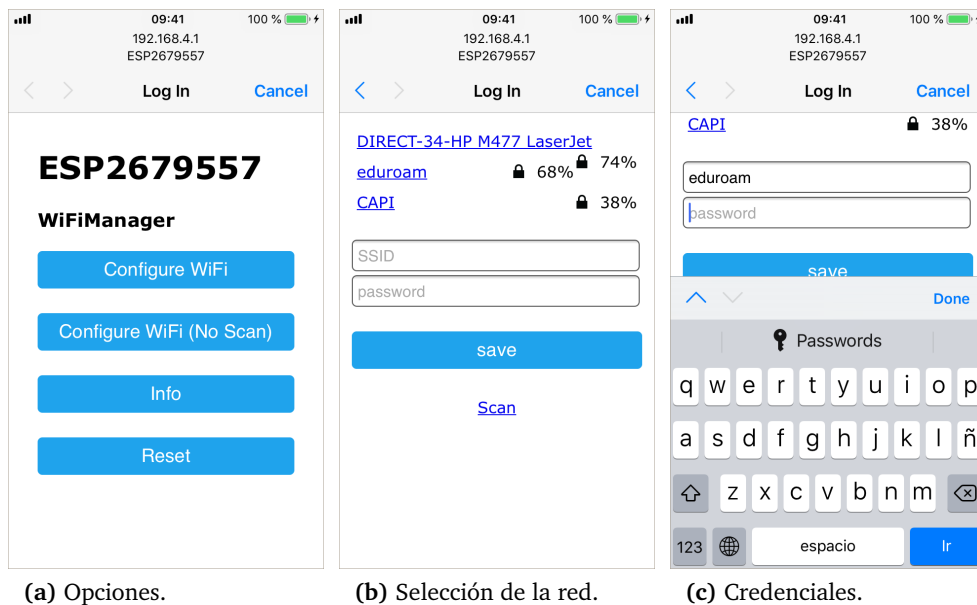 09:41 100 %
192.168.4.1
ESP2679557
Log In Cancel
ESP2679557
WiFiManager
Configure WiFi
Configure WiFi (No Scan)
Info
Reset
(a) Opciones.
09:41 100 %
192.168.4.1
ESP2679557
Log In Cancel
DIRECT-34-HP M477 LaserJet
74%
eduroam 68%
CAPI 38%
SSID
password
save
Scan
(b) Selección de la red.
09:41 100 %
192.168.4.1
ESP2679557
Log In Cancel
CAPI 38%
eduroam
password
save
Done
Passwords
q w e r t y u i o p
a s d f g h j k l ñ
z x c v b n m
123 espacio Ir
(c) Credenciales.